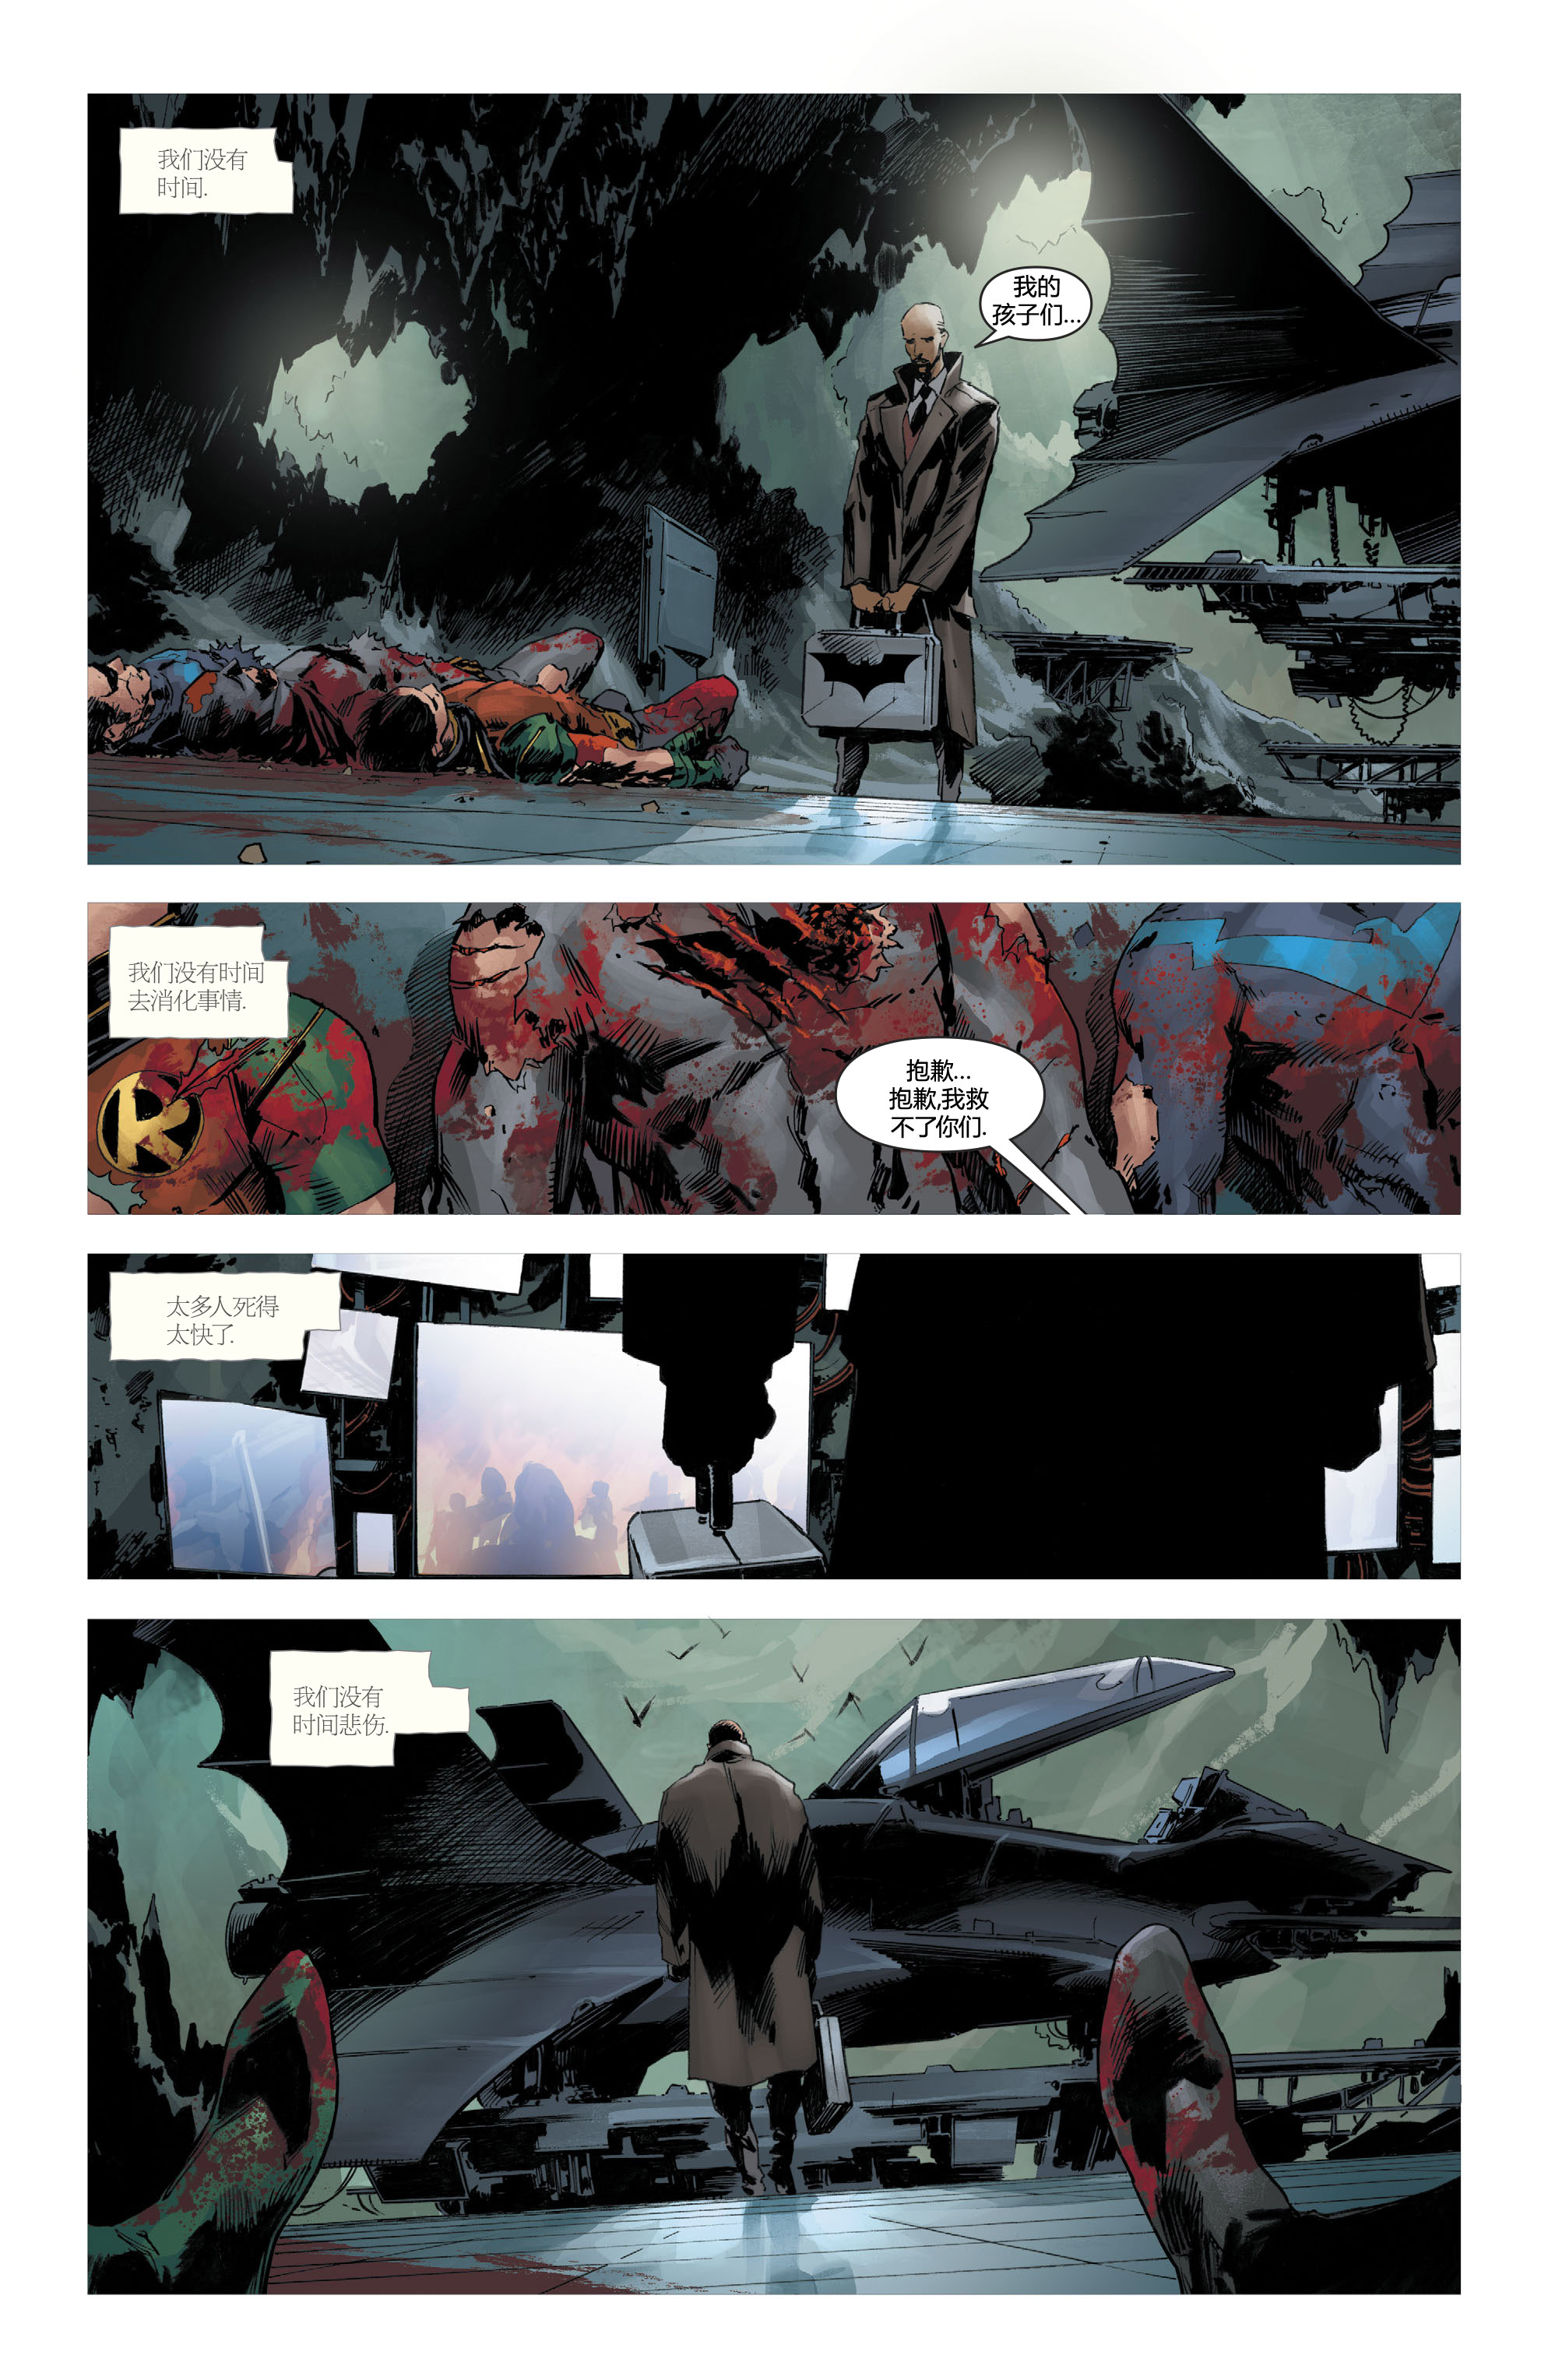 我们没有
时间.
我的
孩子们...
我们没有时间
去消化事情.
R
抱歉...
抱歉,我救
不了你们.
太多人死得
太快了.
我们没有
时间悲伤.